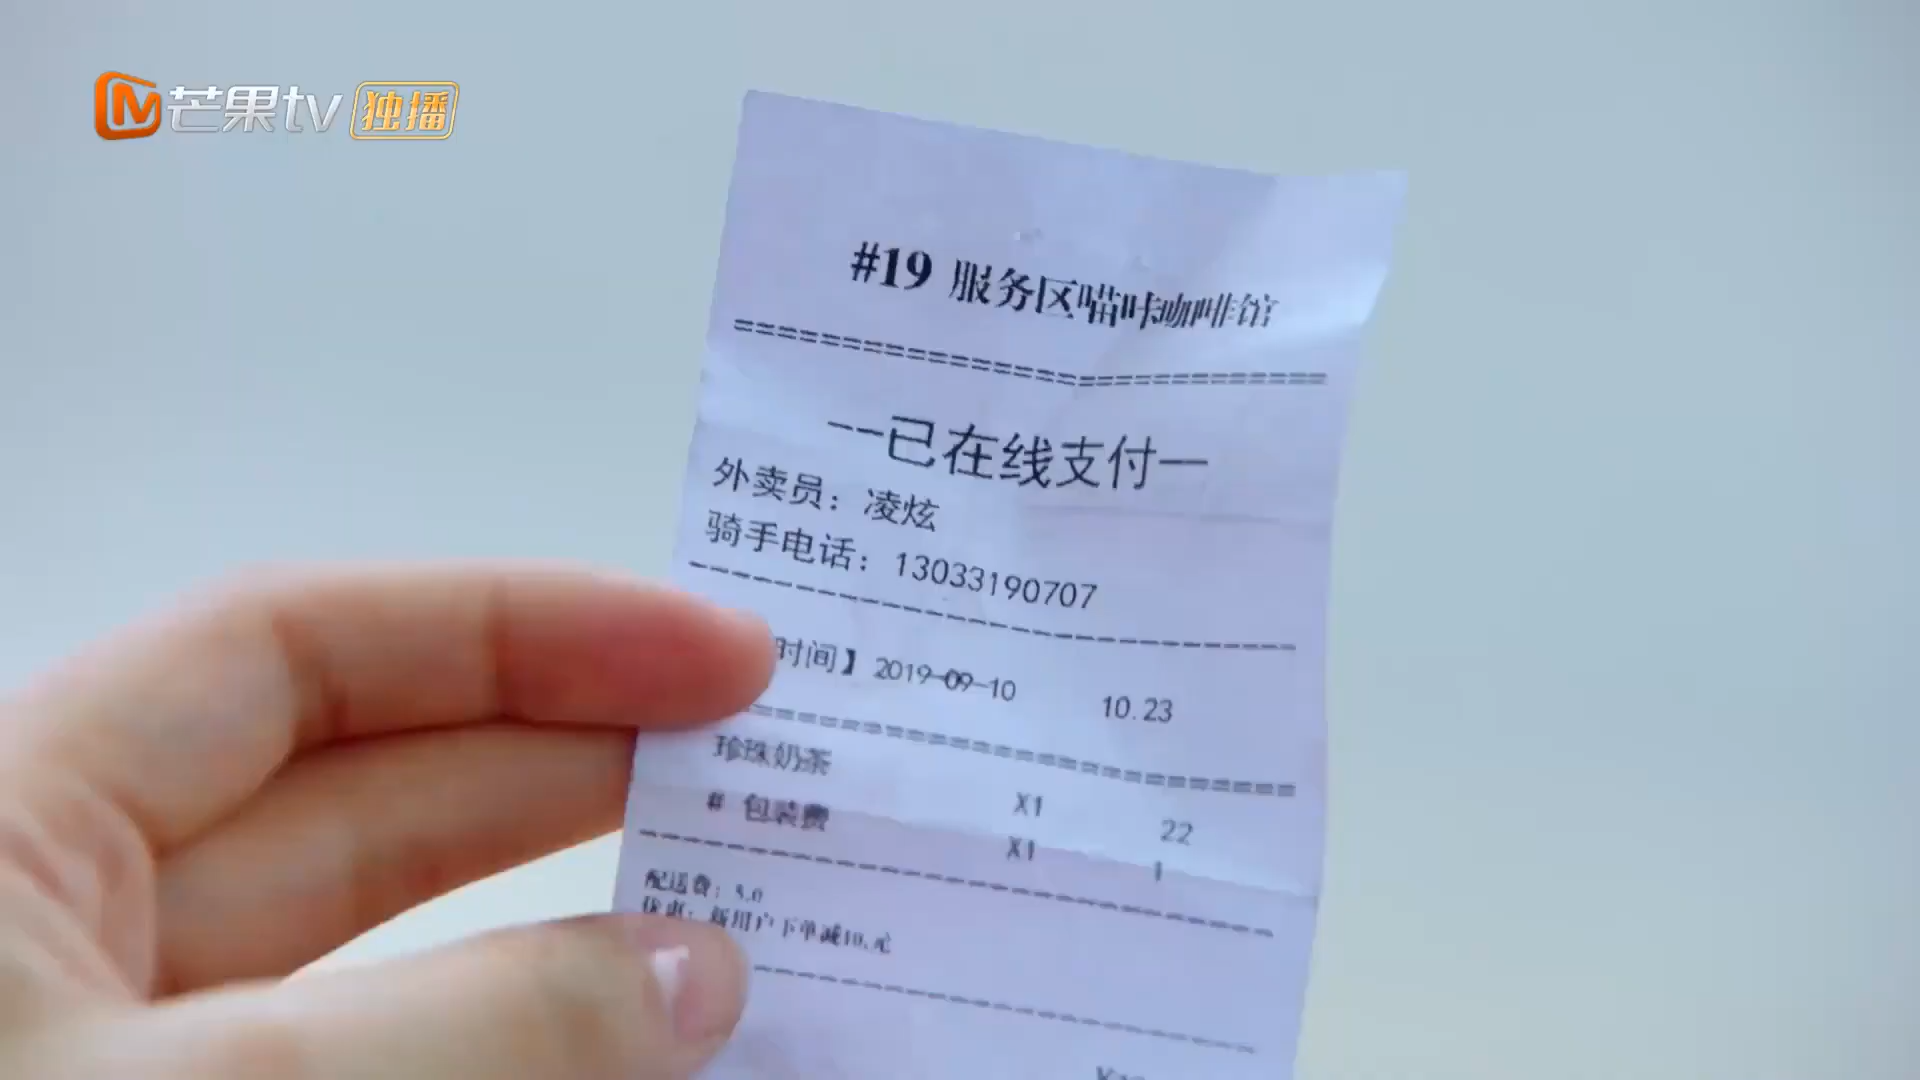 芒果tv 独播
#19 服务区喵咔咖啡馆
================================
--已在线支付—
外卖员：凌炫
骑手电话：13033190707
--------------------------------
时间】2019-09-10 10.23
================================
珍珠奶茶 X1 22
# 包装费 X1 1
--------------------------------
配送费：5.0
优惠：新用户下单减10.元
--------------------------------